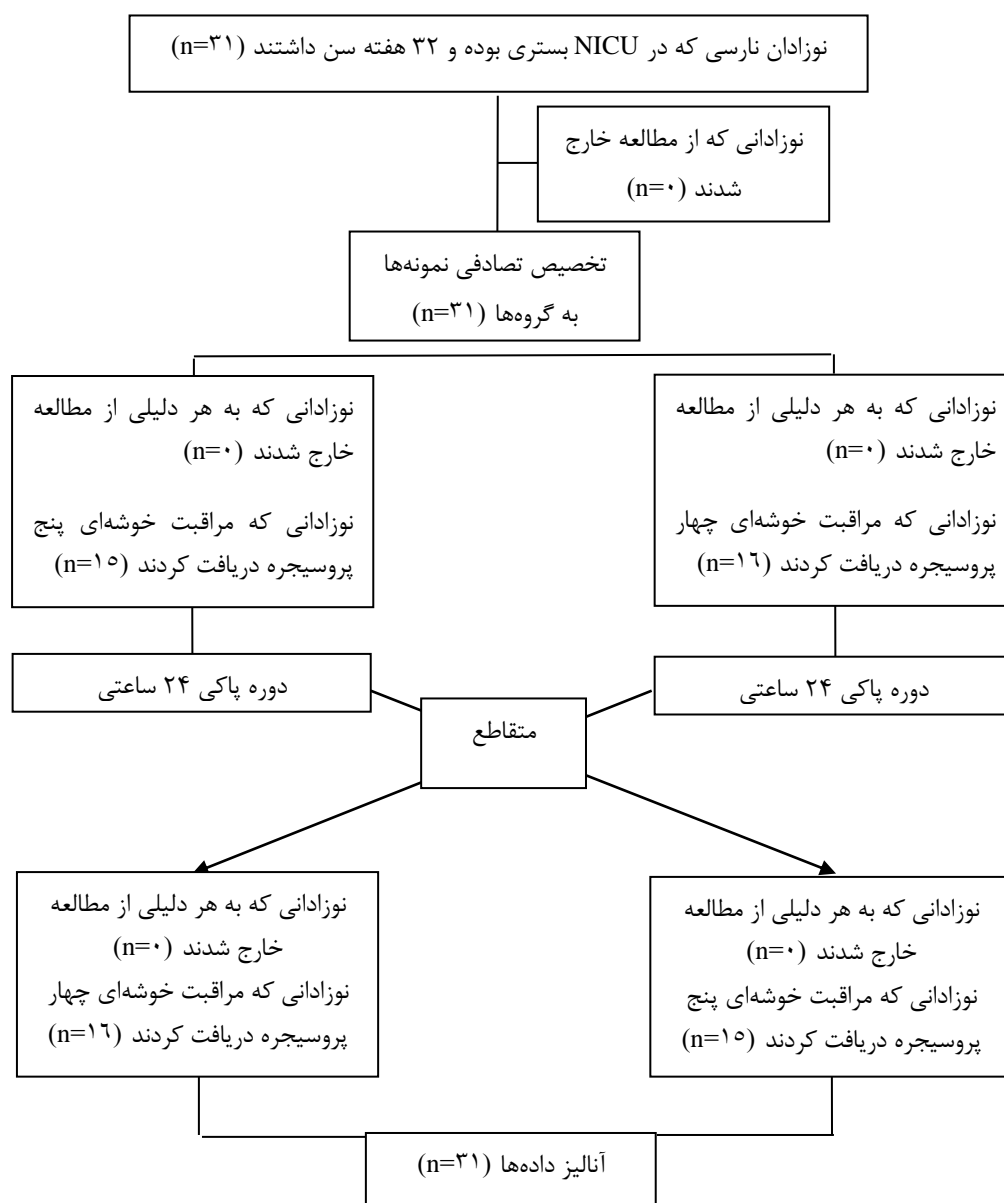 نوزادان نارسی که در NICU بستری بوده و ۳۲ هفته سن داشتند (n=۳۱)
نوزادانی که از مطالعه خارج
شدند (n=۰)
تخصیص تصادفی نمونه‌ها
به گروه‌ها (n=۳۱)
نوزادانی که به هر دلیلی از مطالعه
خارج شدند (n=۰)
نوزادانی که مراقبت خوشه‌ای چهار
پروسیجره دریافت کردند (n=۱۶)
نوزادانی که به هر دلیلی از مطالعه
خارج شدند (n=۰)
نوزادانی که مراقبت خوشه‌ای پنج
پروسیجره دریافت کردند (n=۱۵)
دوره پاکی ۲۴ ساعتی
دوره پاکی ۲۴ ساعتی
متقاطع
نوزادانی که به هر دلیلی از مطالعه
خارج شدند (n=۰)
نوزادانی که مراقبت خوشه‌ای پنج
پروسیجره دریافت کردند (n=۱۵)
نوزادانی که به هر دلیلی از مطالعه
خارج شدند (n=۰)
نوزادانی که مراقبت خوشه‌ای چهار
پروسیجره دریافت کردند (n=۱۶)
آنالیز داده‌ها (n=۳۱)